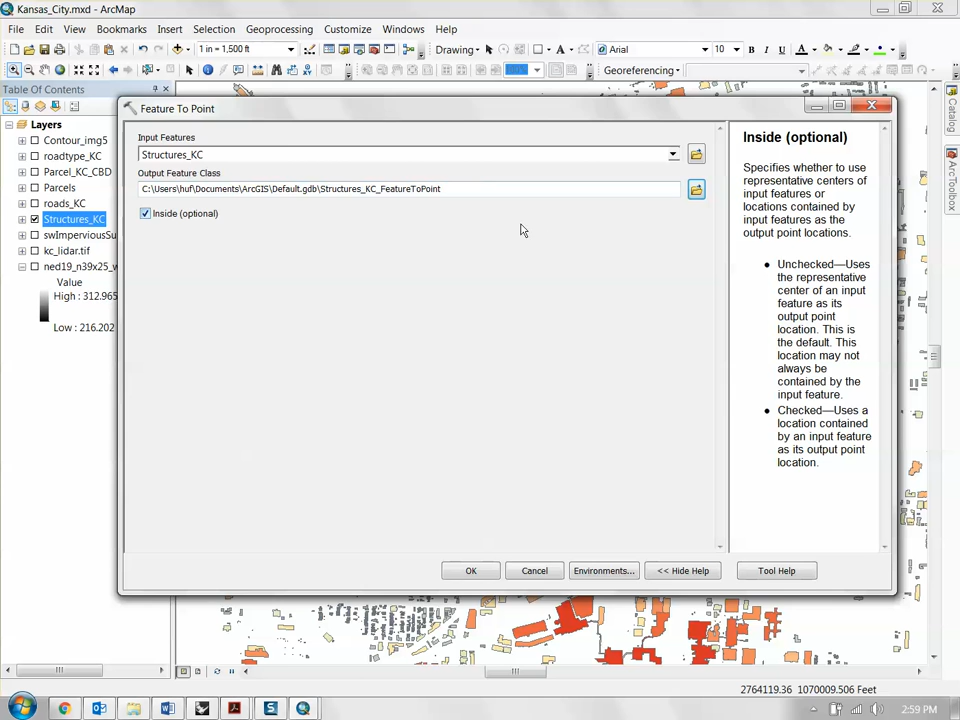 Kansas_City.mxd - ArcMap
File Edit View Bookmarks Insert Selection Geoprocessing Customize Windows Help
1 in = 1,500 ft
Drawing
Arial
10
B I U A
100%
Georeferencing
Table Of Contents
Layers
Contour_img5
roadtype_KC
Parcel_KC_CBD
Parcels
roads_KC
Structures_KC
swImperviousSu
kc_lidar.tif
ned19_n39x25_w
Value
High : 312.965
Low : 216.202
Feature To Point
Input Features
Structures_KC
Output Feature Class
C:\Users\huf\Documents\ArcGIS\Default.gdb\Structures_KC_FeatureToPoint
Inside (optional)
OK
Cancel
Environments...
<< Hide Help
Tool Help
Inside (optional)
Specifies whether to use
representative centers of
input features or
locations contained by
input features as the
output point locations.
• Unchecked—Uses
the representative
center of an input
feature as its
output point
location. This is
the default. This
location may not
always be
contained by the
input feature.
• Checked—Uses a
location contained
by an input feature
as its output point
location.
Catalog
ArcToolbox
2764119.36 1070009.506 Feet
2:59 PM